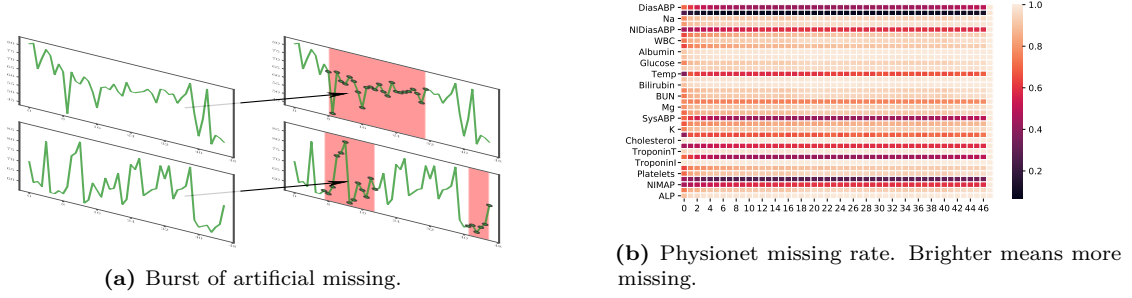 DiasABP
Na
NIDiasABP
WBC
Albumin
Glucose
Temp
Bilirubin
BUN
Mg
SysABP
K
Cholesterol
TroponinT
TroponinI
Platelets
NIMAP
ALP
0 2 4 6 8 10 12 14 16 18 20 22 24 26 28 30 32 34 36 38 40 42 44 46
1.0
0.8
0.6
0.4
0.2
(a) Burst of artificial missing.
(b) Physionet missing rate. Brighter means more
missing.